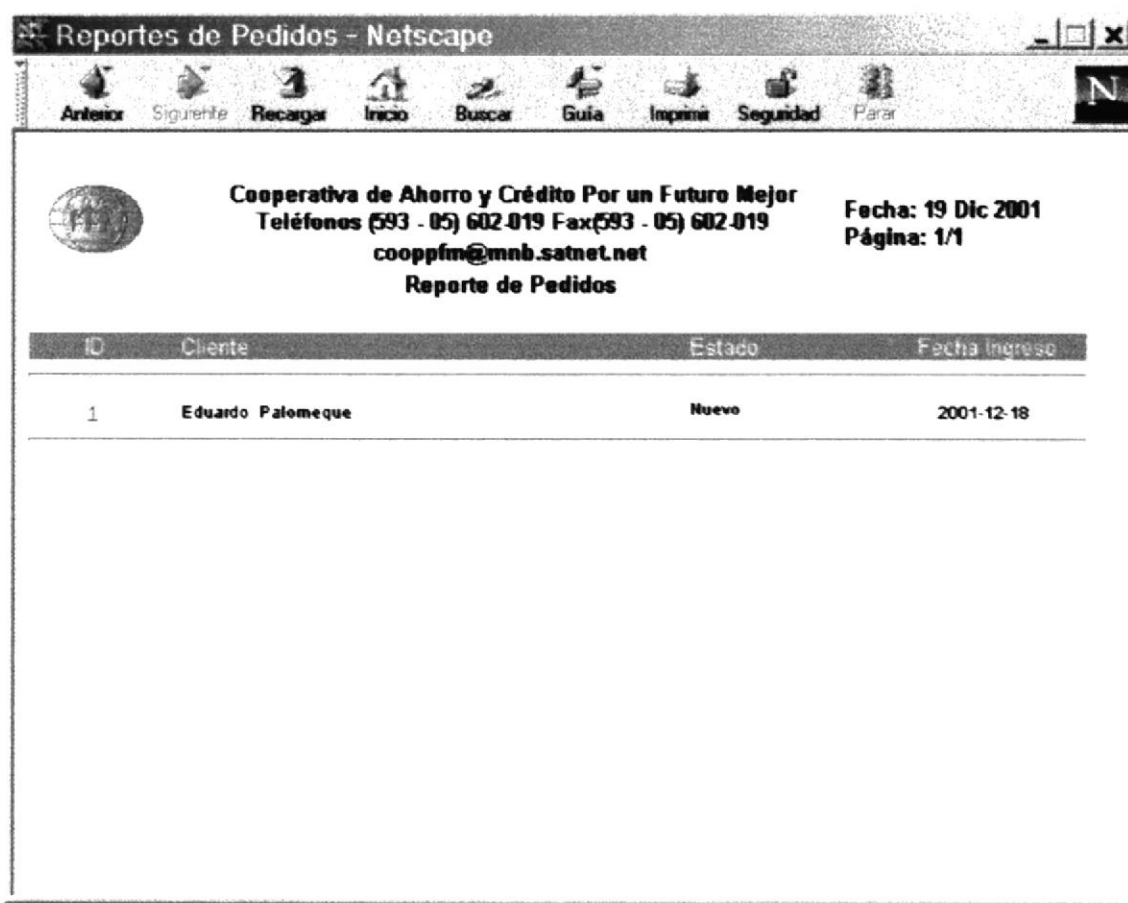 Reportes de Pedidos - Netscape
Anterior Siguiente Recargar Inicio Buscar Guía Imprimir Seguridad Parar
N
Cooperativa de Ahorro y Crédito Por un Futuro Mejor
Teléfonos (593 - 05) 602-019 Fax(593 - 05) 602-019
cooppfm@mnb.satnet.net
Reporte de Pedidos
Fecha: 19 Dic 2001
Página: 1/1
ID Cliente Estado Fecha Ingreso
1 Eduardo Palomeque Nuevo 2001-12-18